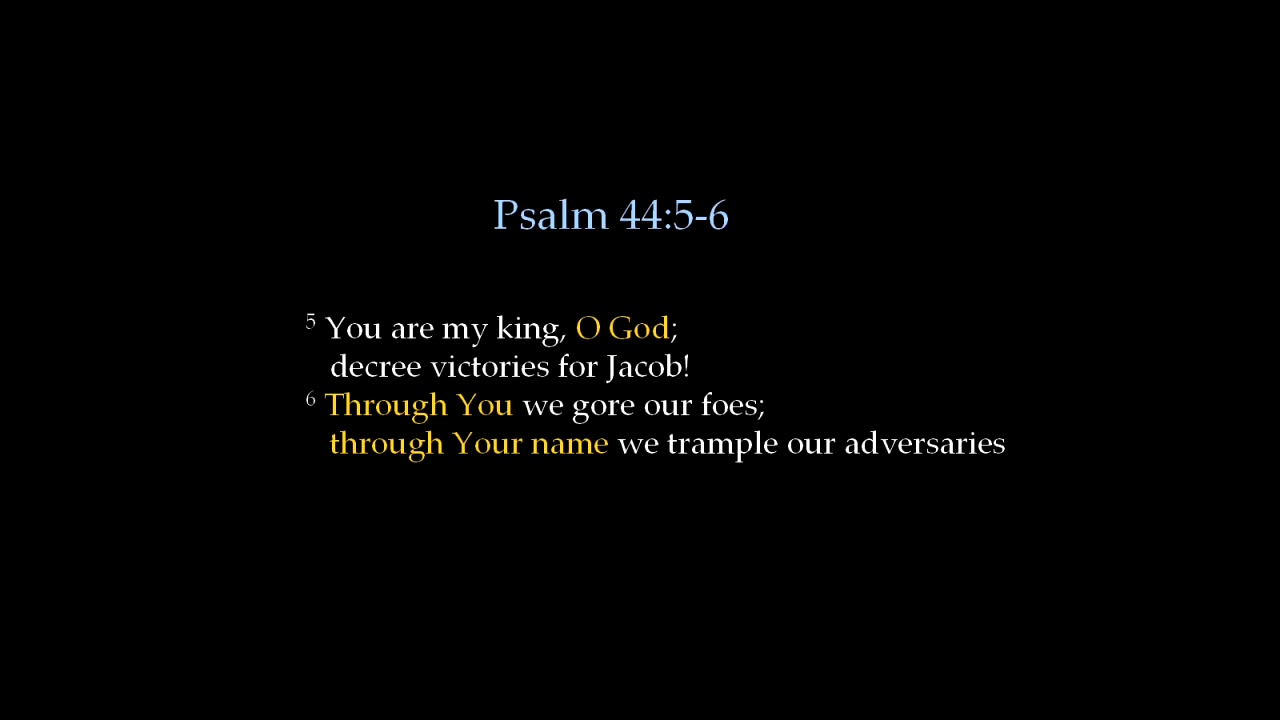 Psalm 44:5-6
5 You are my king, O God;
decree victories for Jacob!
6 Through You we gore our foes;
through Your name we trample our adversaries